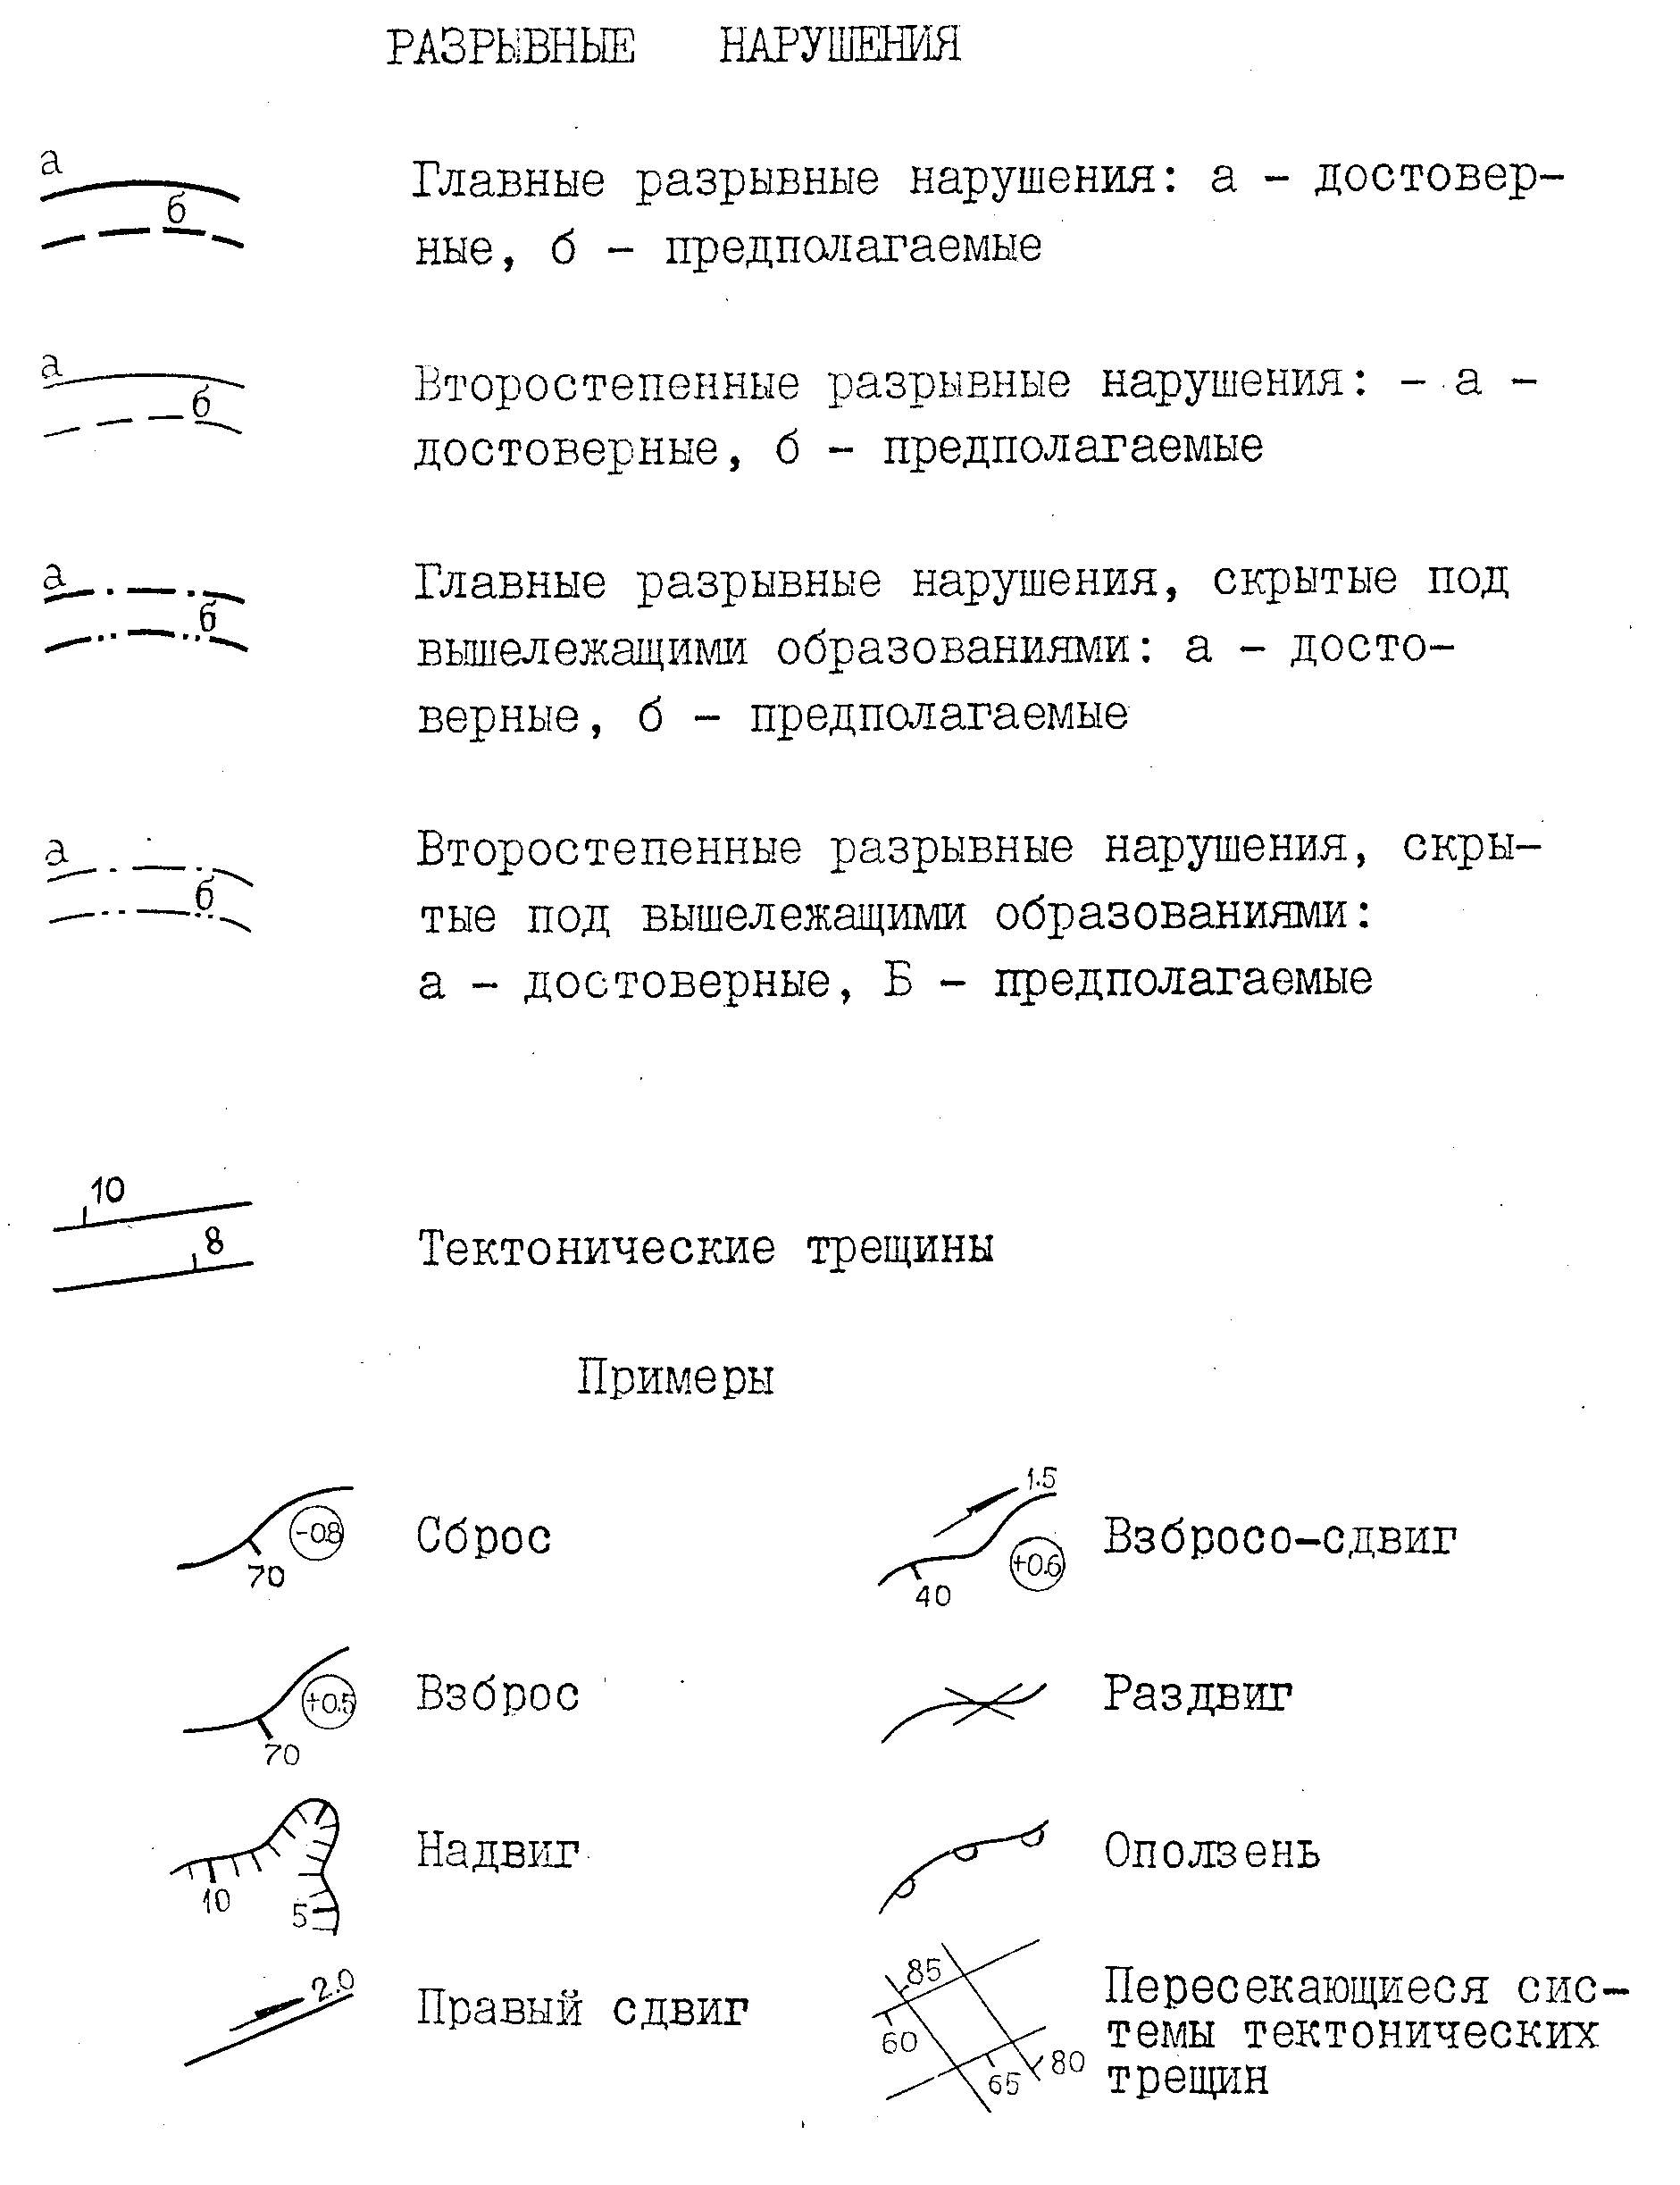 РАЗРЫВНЫЕ НАРУШЕНИЯ
а
б
Главные разрывные нарушения: а – достовер–
ные, б – предполагаемые
а
б
Второстепенные разрывные нарушения: – а –
достоверные, б – предполагаемые
а
б
Главные разрывные нарушения, скрытые под
вышележащими образованиями: а – досто–
верные, б – предполагаемые
а
б
Второстепенные разрывные нарушения, скры–
тые под вышележащими образованиями:
а – достоверные, Б – предполагаемые
10
8
Тектонические трещины
Примеры
-0.8
70
Сброс
1.5
+0.6
40
Взбросо–сдвиг
+0.5
70
Взброс
Раздвиг
10
5
Надвиг
Оползень
2.0
Правый сдвиг
85
60
65
80
Пересекающиеся сис–
темы тектонических
трещин